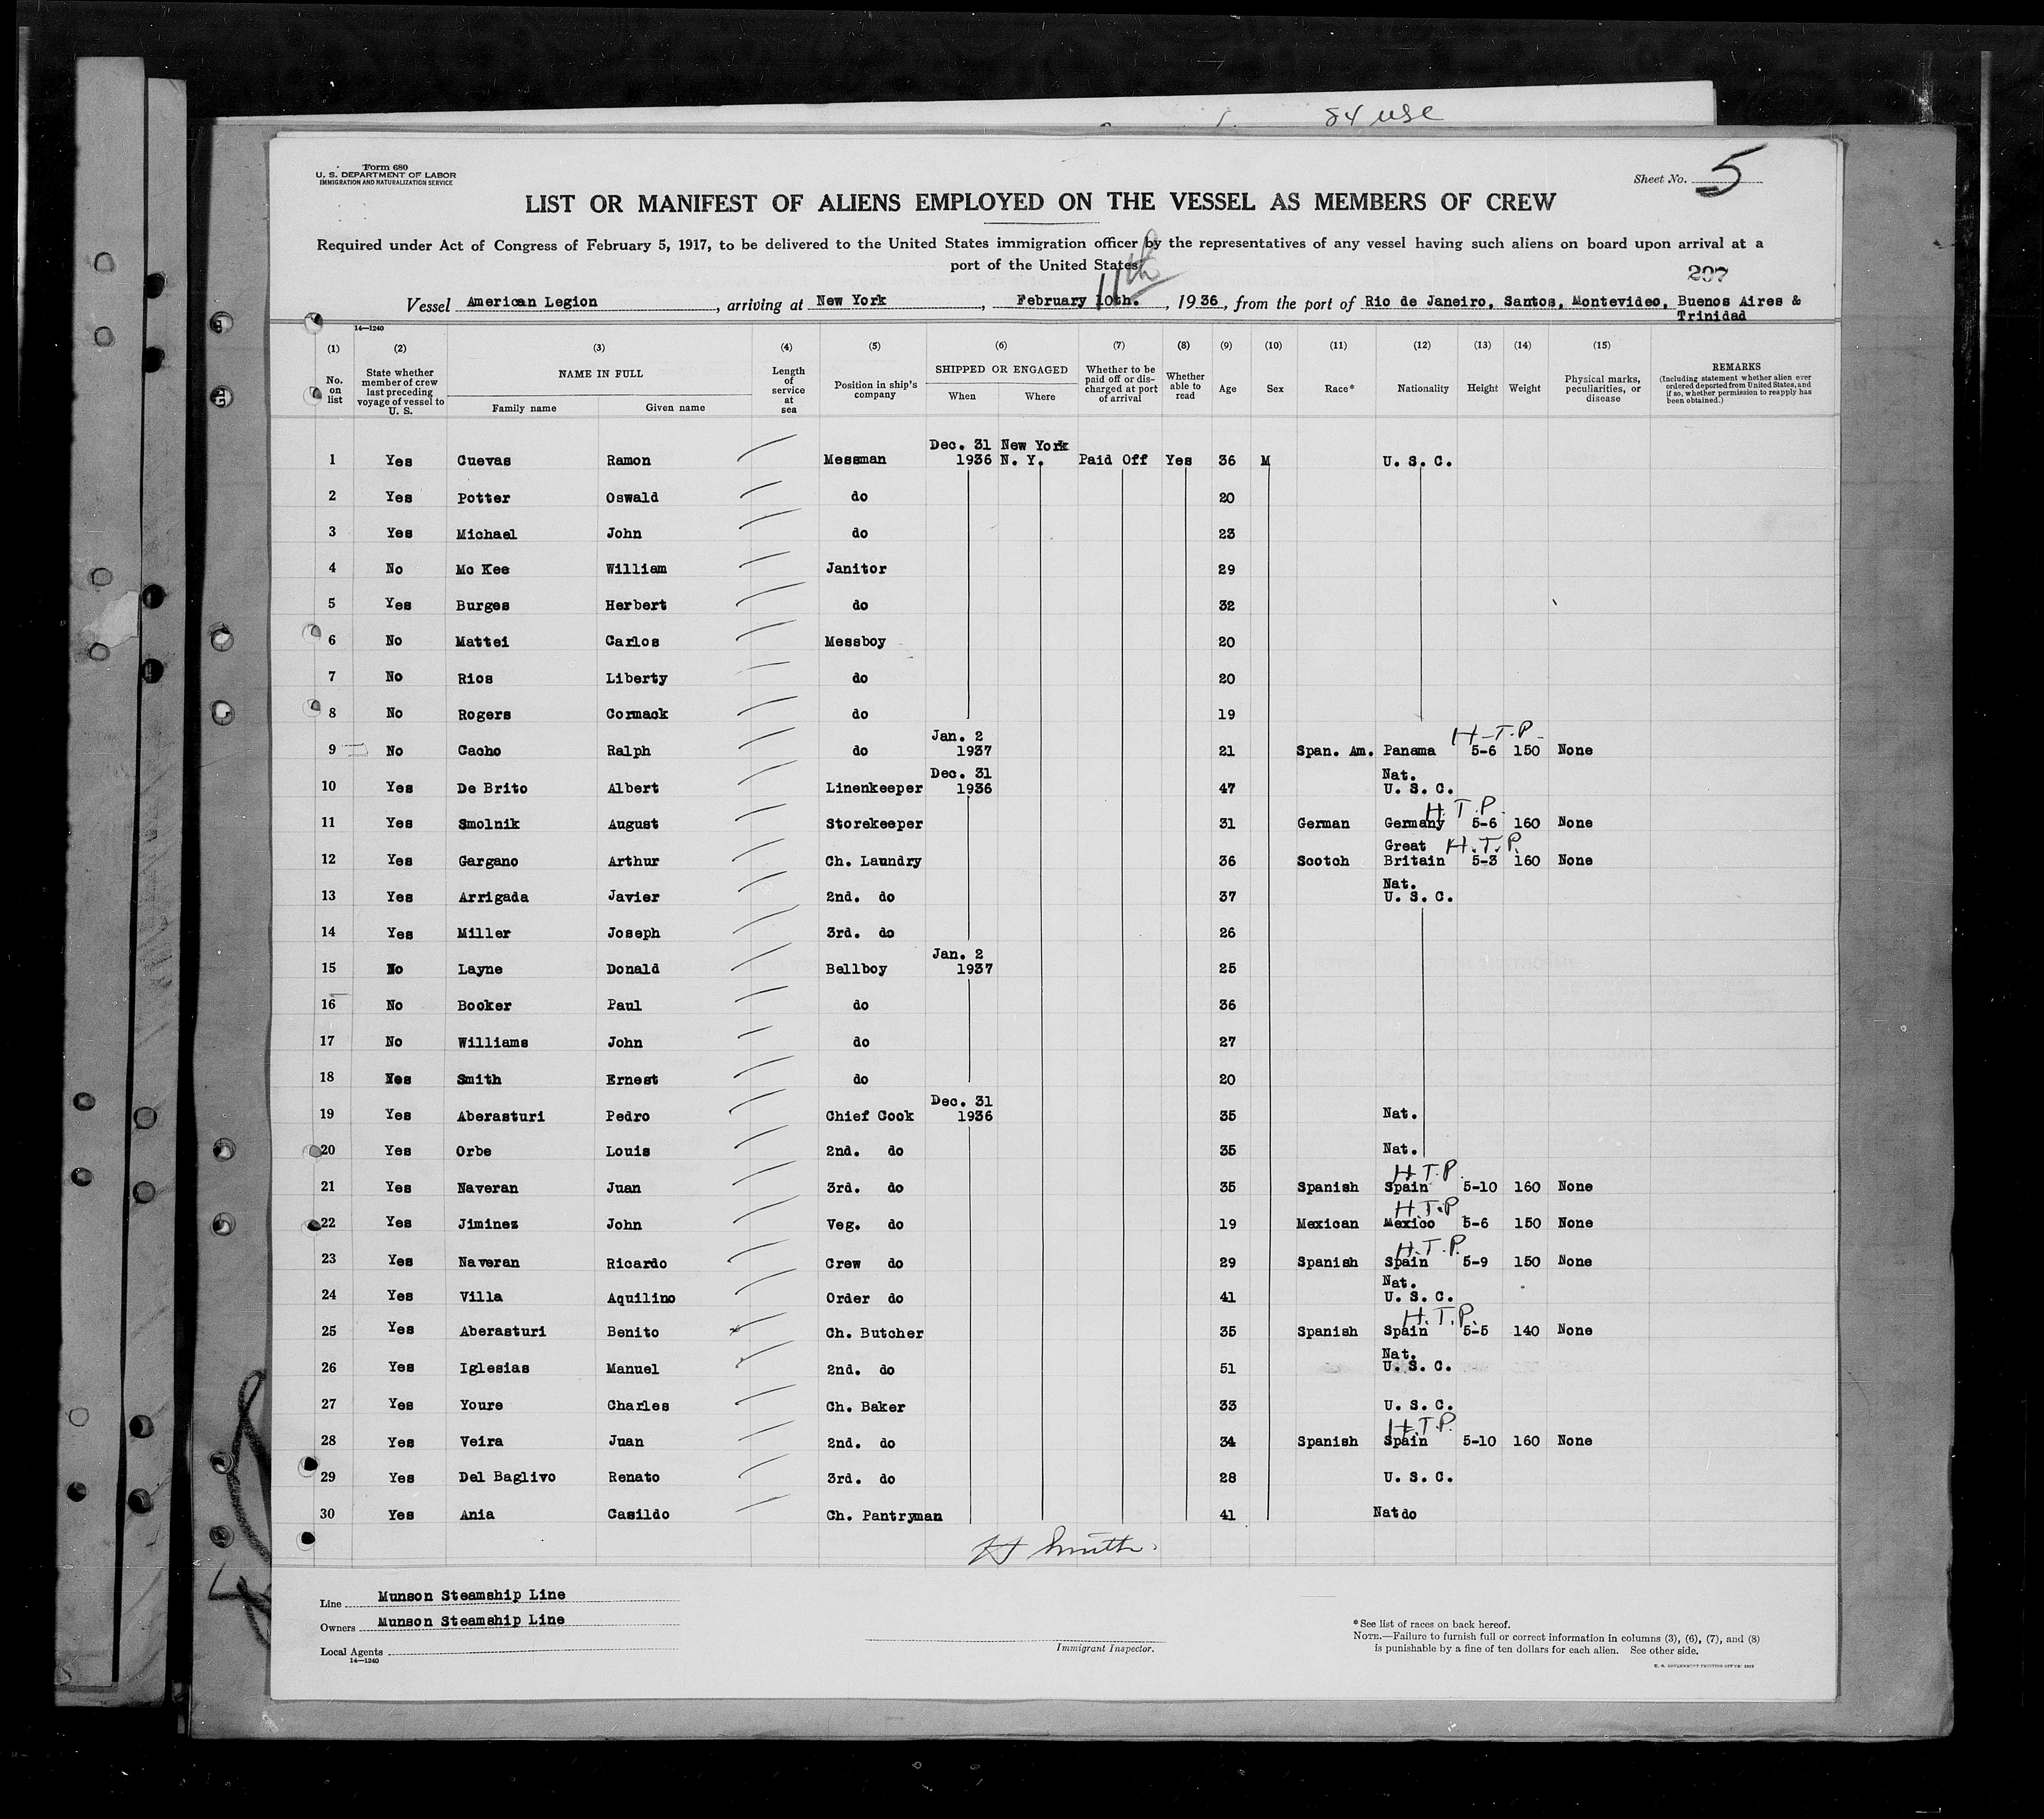 84 use
Form 680
U. S. DEPARTMENT OF LABOR
IMMIGRATION AND NATURALIZATION SERVICE
Sheet No. 5
LIST OR MANIFEST OF ALIENS EMPLOYED ON THE VESSEL AS MEMBERS OF CREW
Required under Act of Congress of February 5, 1917, to be delivered to the United States immigration officer by the representatives of any vessel having such aliens on board upon arrival at a
port of the United States
11th
207
Vessel American Legion, arriving at New York, February 10th., 1936, from the port of Rio de Janeiro, Santos, Montevideo, Buenos Aires &
Trinidad
14—1240
(1) (2) (3) (4) (5) (6) (7) (8) (9) (10) (11) (12) (13) (14) (15)
No. on list
State whether member of crew last preceding voyage of vessel to U. S.
NAME IN FULL
Family name Given name
Length of service at sea
Position in ship's company
SHIPPED OR ENGAGED
When Where
Whether to be paid off or discharged at port of arrival
Whether able to read
Age Sex Race* Nationality Height Weight
Physical marks, peculiarities, or disease
REMARKS
(Including statement whether alien ever ordered deported from United States, and if so, whether permission to reapply has been obtained.)
Dec. 31 New York
1 Yes Cuevas Ramon Messman 1936 N. Y. Paid Off Yes 36 M U. S. C.
2 Yes Potter Oswald do 20
3 Yes Michael John do 23
4 No Mc Kee William Janitor 29
5 Yes Burges Herbert do 32
6 No Mattei Carlos Messboy 20
7 No Rios Liberty do 20
8 No Rogers Cormack do 19
Jan. 2 H.T.P.
9 No Cacho Ralph do 1937 21 Span. Am. Panama 5-6 150 None
Dec. 31 Nat.
10 Yes De Brito Albert Linenkeeper 1936 47 U. S. C.
H.T.P.
11 Yes Smolnik August Storekeeper 31 German Germany 5-6 160 None
Great H.T.P.
12 Yes Gargano Arthur Ch. Laundry 36 Scotch Britain 5-3 160 None
Nat.
13 Yes Arrigada Javier 2nd. do 37 U. S. C.
14 Yes Miller Joseph 3rd. do 26
Jan. 2
15 No Layne Donald Bellboy 1937 25
16 No Booker Paul do 36
17 No Williams John do 27
18 Yes Smith Ernest do 20
Dec. 31
19 Yes Aberasturi Pedro Chief Cook 1936 35 Nat.
20 Yes Orbe Louis 2nd. do 35 Nat.
H.T.P.
21 Yes Naveran Juan 3rd. do 35 Spanish Spain 5-10 160 None
H.T.P
22 Yes Jiminez John Veg. do 19 Mexican Mexico 5-6 150 None
H.T.P.
23 Yes Naveran Ricardo Crew do 29 Spanish Spain 5-9 150 None
Nat.
24 Yes Villa Aquilino Order do 41 U. S. C.
H.T.P.
25 Yes Aberasturi Benito Ch. Butcher 35 Spanish Spain 5-5 140 None
Nat.
26 Yes Iglesias Manuel 2nd. do 51 U. S. C.
27 Yes Youre Charles Ch. Baker 33 U. S. C.
H.T.P.
28 Yes Veira Juan 2nd. do 34 Spanish Spain 5-10 160 None
29 Yes Del Baglivo Renato 3rd. do 28 U. S. C.
30 Yes Ania Casildo Ch. Pantryman 41 Nat do
H Smith
Line Munson Steamship Line
Owners Munson Steamship Line
Local Agents
14—1240
Immigrant Inspector.
*See list of races on back hereof.
NOTE.—Failure to furnish full or correct information in columns (3), (6), (7), and (8)
is punishable by a fine of ten dollars for each alien. See other side.